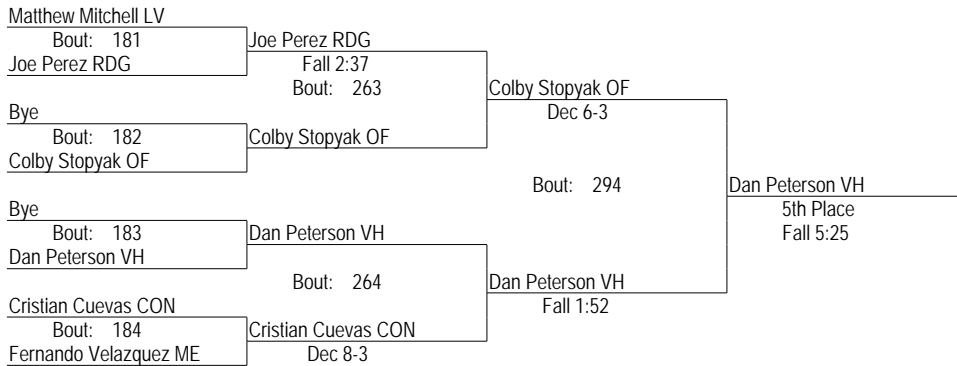 Matthew Mitchell LV
Bout: 181
Joe Perez RDG
Joe Perez RDG
Fall 2:37
Bout: 263
Bye
Bout: 182
Colby Stopyak OF
Colby Stopyak OF
Colby Stopyak OF
Dec 6-3
Bye
Bout: 183
Dan Peterson VH
Dan Peterson VH
Bout: 264
Cristian Cuevas CON
Bout: 184
Fernando Velazquez ME
Cristian Cuevas CON
Dec 8-3
Dan Peterson VH
Fall 1:52
Bout: 294
Dan Peterson VH
5th Place
Fall 5:25